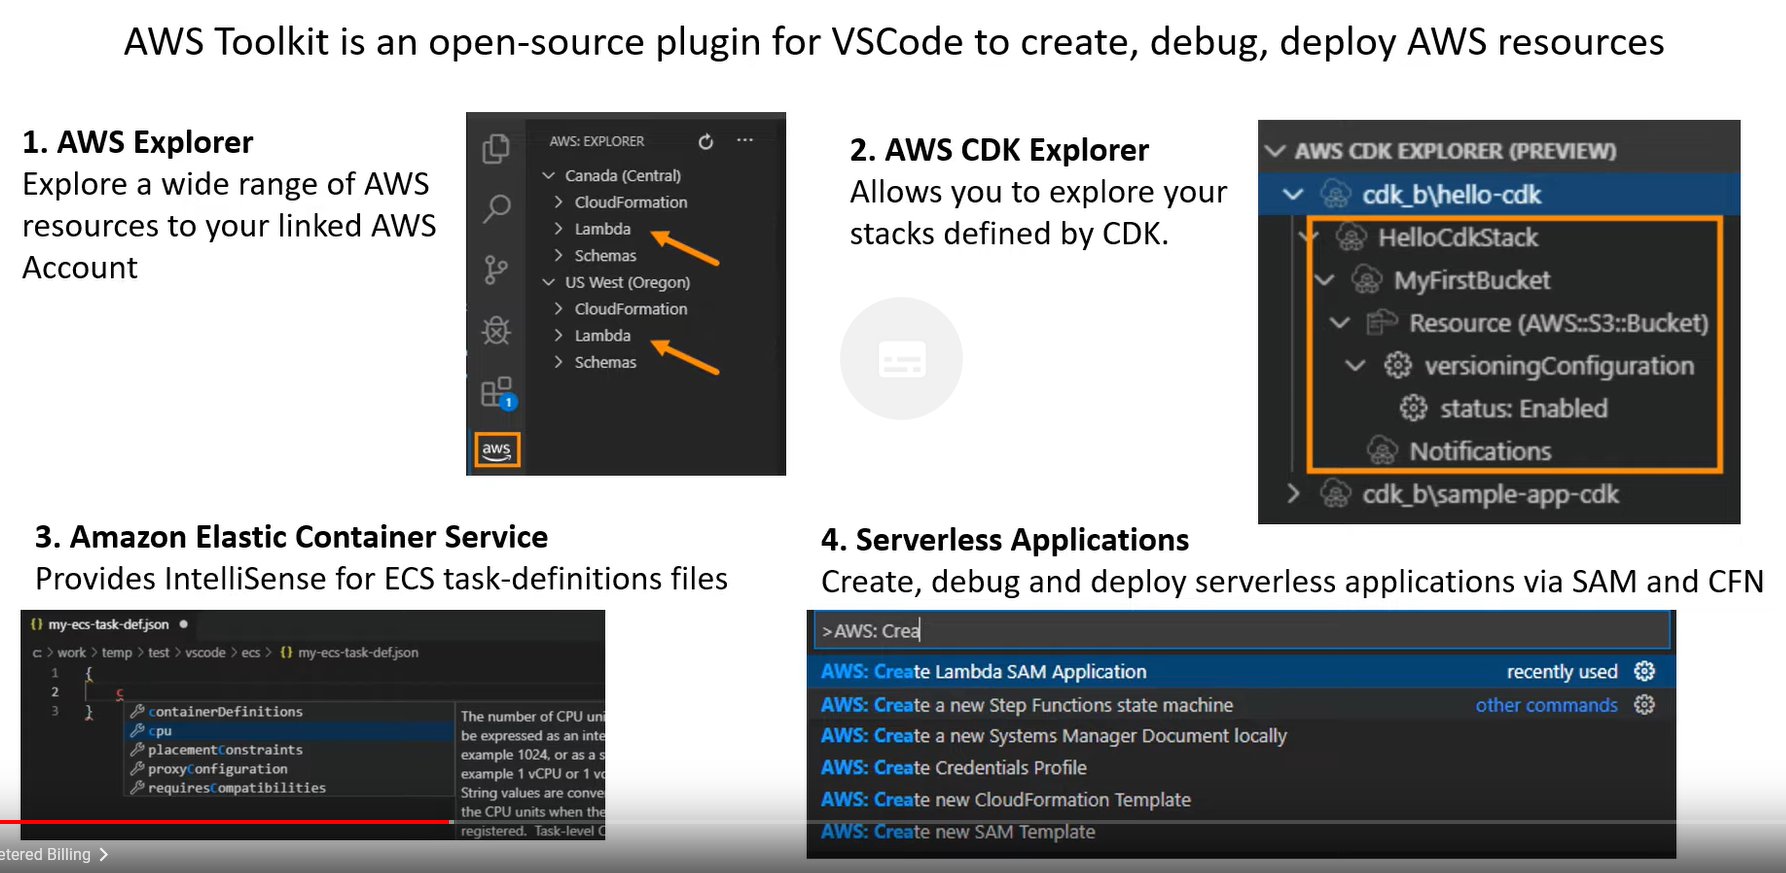 AWS Toolkit is an open-source plugin for VSCode to create, debug, deploy AWS resources
1. AWS Explorer
Explore a wide range of AWS
resources to your linked AWS
Account
AWS: EXPLORER
Canada (Central)
CloudFormation
Lambda
Schemas
US West (Oregon)
CloudFormation
Lambda
Schemas
1
aws
2. AWS CDK Explorer
Allows you to explore your
stacks defined by CDK.
AWS CDK EXPLORER (PREVIEW)
cdk_b\hello-cdk
HelloCdkStack
MyFirstBucket
Resource (AWS::S3::Bucket)
versioningConfiguration
status: Enabled
Notifications
cdk_b\sample-app-cdk
3. Amazon Elastic Container Service
Provides IntelliSense for ECS task-definitions files
{} my-ecs-task-def.json ●
c: > work > temp > test > vscode > ecs > {} my-ecs-task-def.json
1 {
2 c
3 }
containerDefinitions
cpu
placementConstraints
proxyConfiguration
requiresCompatibilities
The number of CPU uni
be expressed as an inte
example 1024, or as a s
example 1 vCPU or 1 vc
String values are conve
the CPU units when the
registered. Task-level C
4. Serverless Applications
Create, debug and deploy serverless applications via SAM and CFN
>AWS: Crea
AWS: Create Lambda SAM Application recently used
AWS: Create a new Step Functions state machine other commands
AWS: Create a new Systems Manager Document locally
AWS: Create Credentials Profile
AWS: Create new CloudFormation Template
AWS: Create new SAM Template
etered Billing >